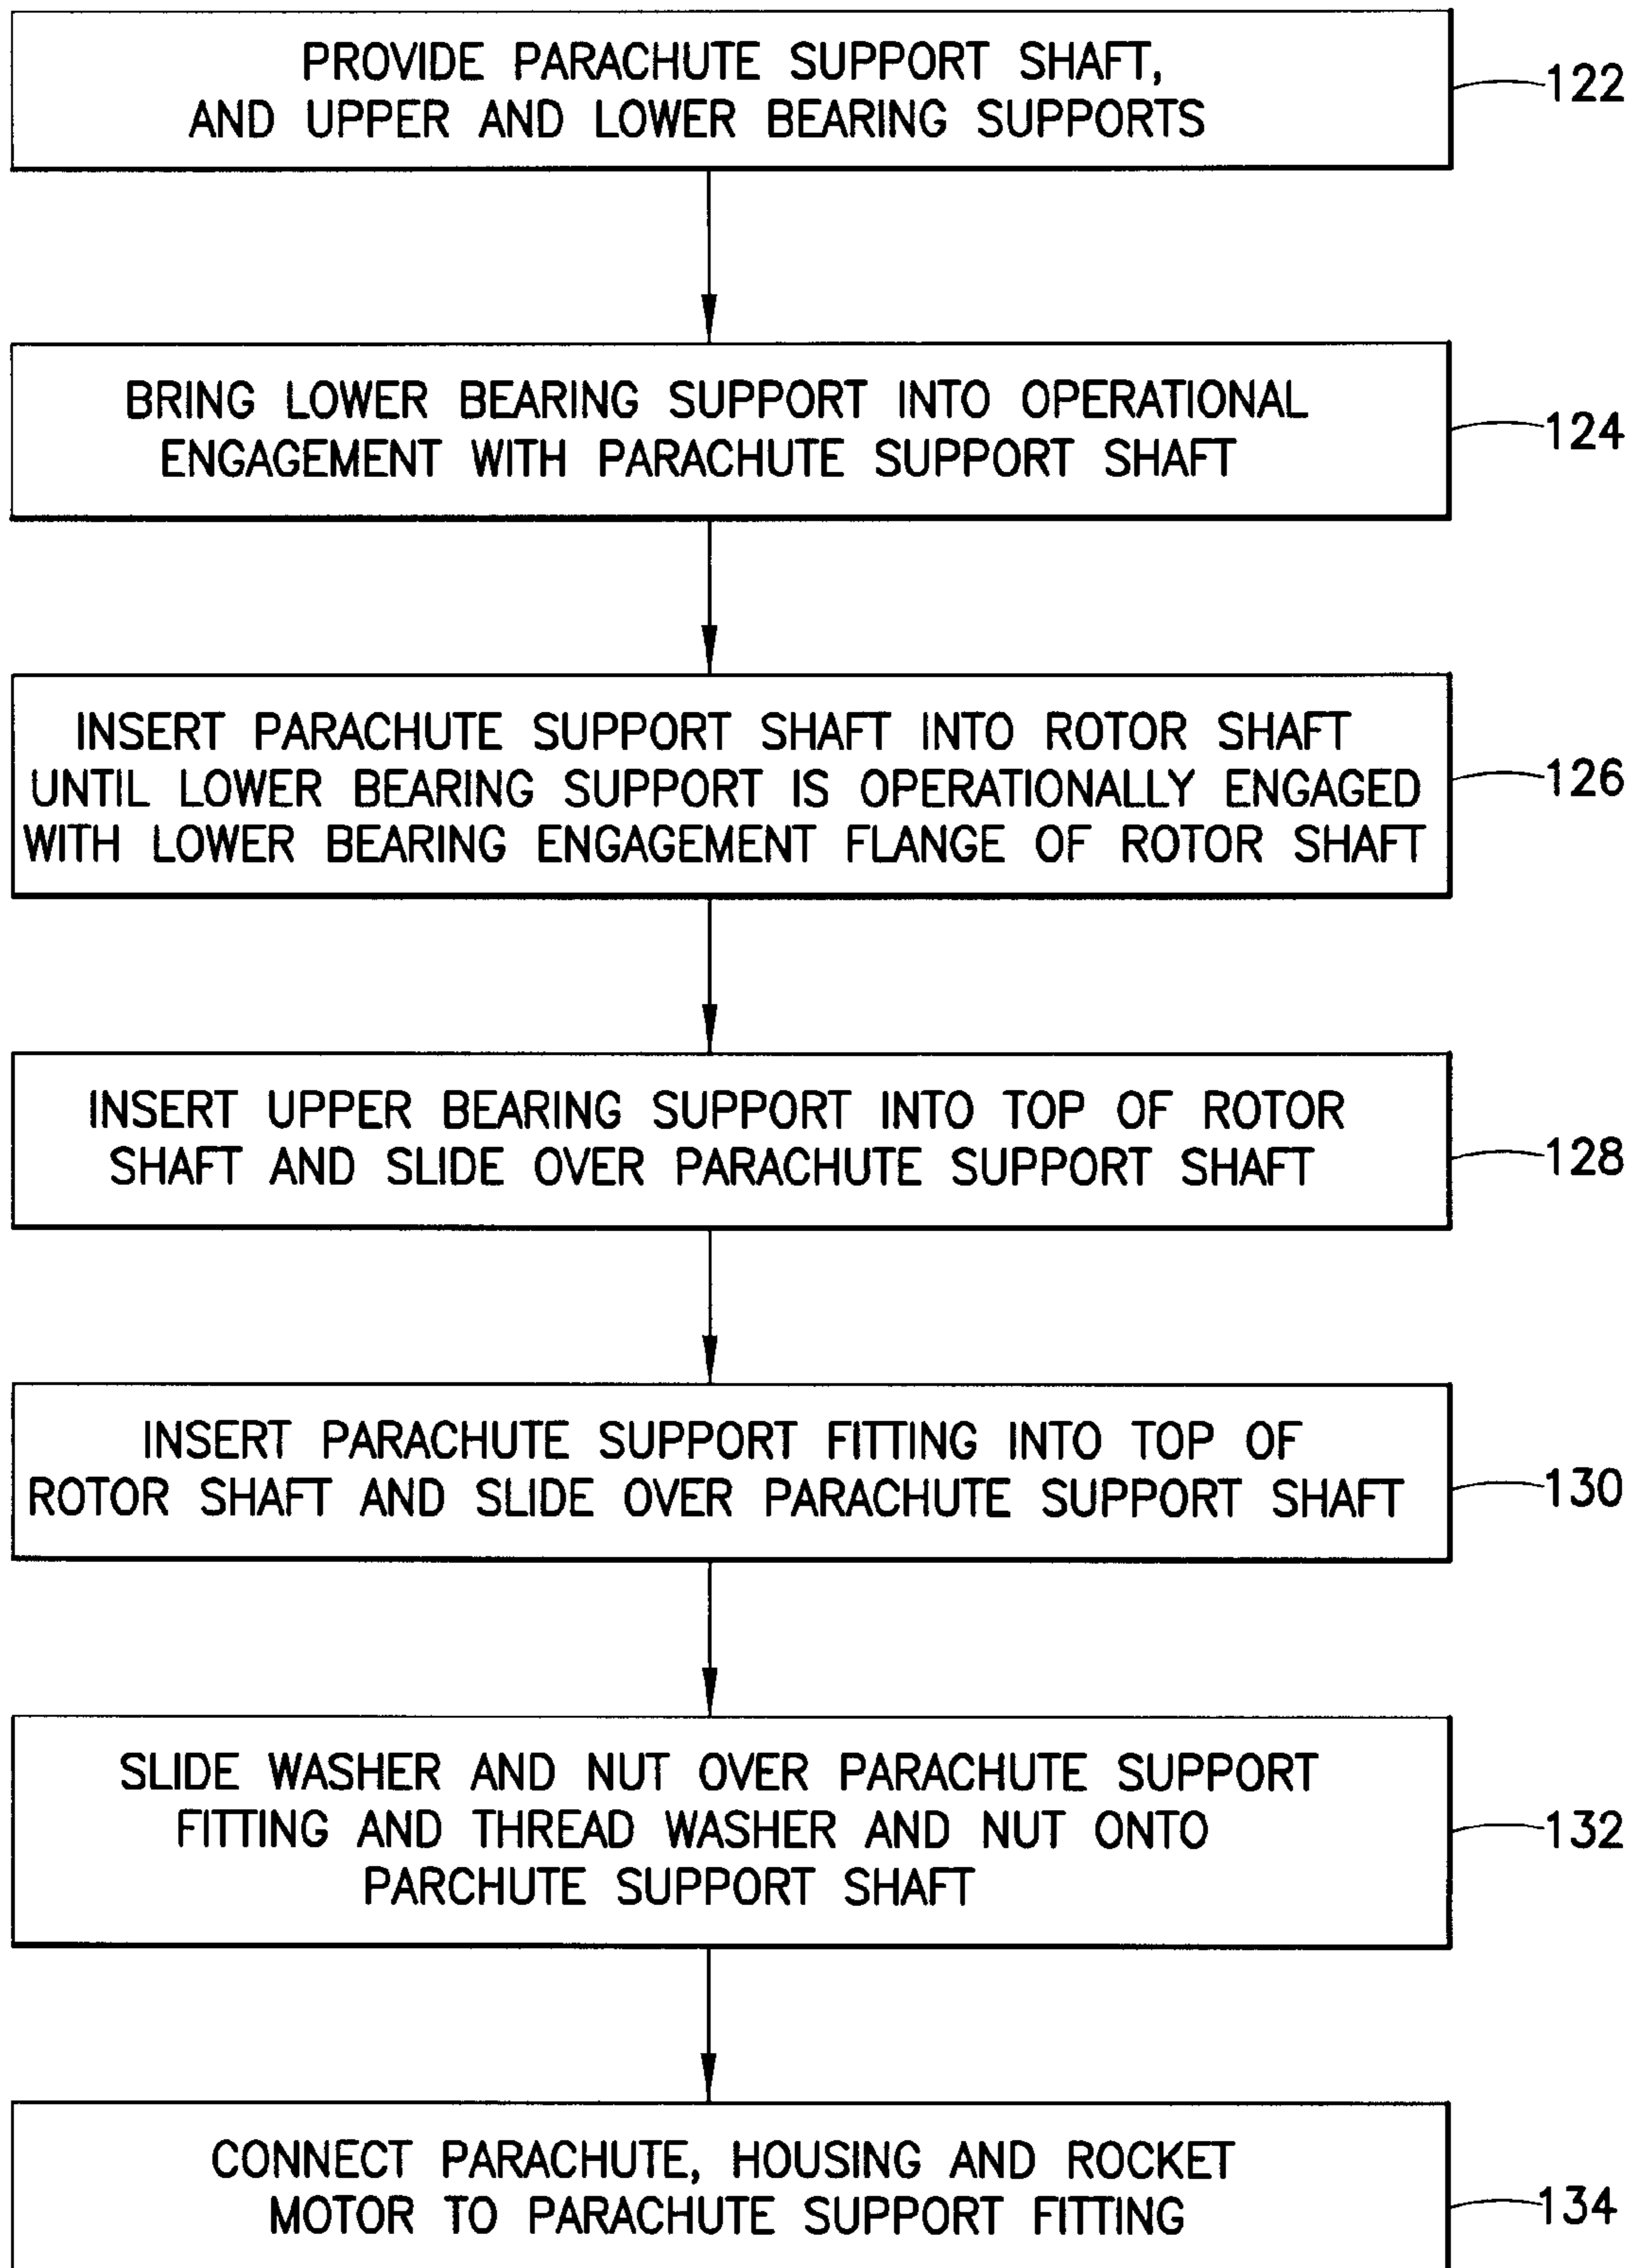 PROVIDE PARACHUTE SUPPORT SHAFT,
AND UPPER AND LOWER BEARING SUPPORTS
122
BRING LOWER BEARING SUPPORT INTO OPERATIONAL
ENGAGEMENT WITH PARACHUTE SUPPORT SHAFT
124
INSERT PARACHUTE SUPPORT SHAFT INTO ROTOR SHAFT
UNTIL LOWER BEARING SUPPORT IS OPERATIONALLY ENGAGED
WITH LOWER BEARING ENGAGEMENT FLANGE OF ROTOR SHAFT
126
INSERT UPPER BEARING SUPPORT INTO TOP OF ROTOR
SHAFT AND SLIDE OVER PARACHUTE SUPPORT SHAFT
128
INSERT PARACHUTE SUPPORT FITTING INTO TOP OF
ROTOR SHAFT AND SLIDE OVER PARACHUTE SUPPORT SHAFT
130
SLIDE WASHER AND NUT OVER PARACHUTE SUPPORT
FITTING AND THREAD WASHER AND NUT ONTO
PARCHUTE SUPPORT SHAFT
132
CONNECT PARACHUTE, HOUSING AND ROCKET
MOTOR TO PARACHUTE SUPPORT FITTING
134